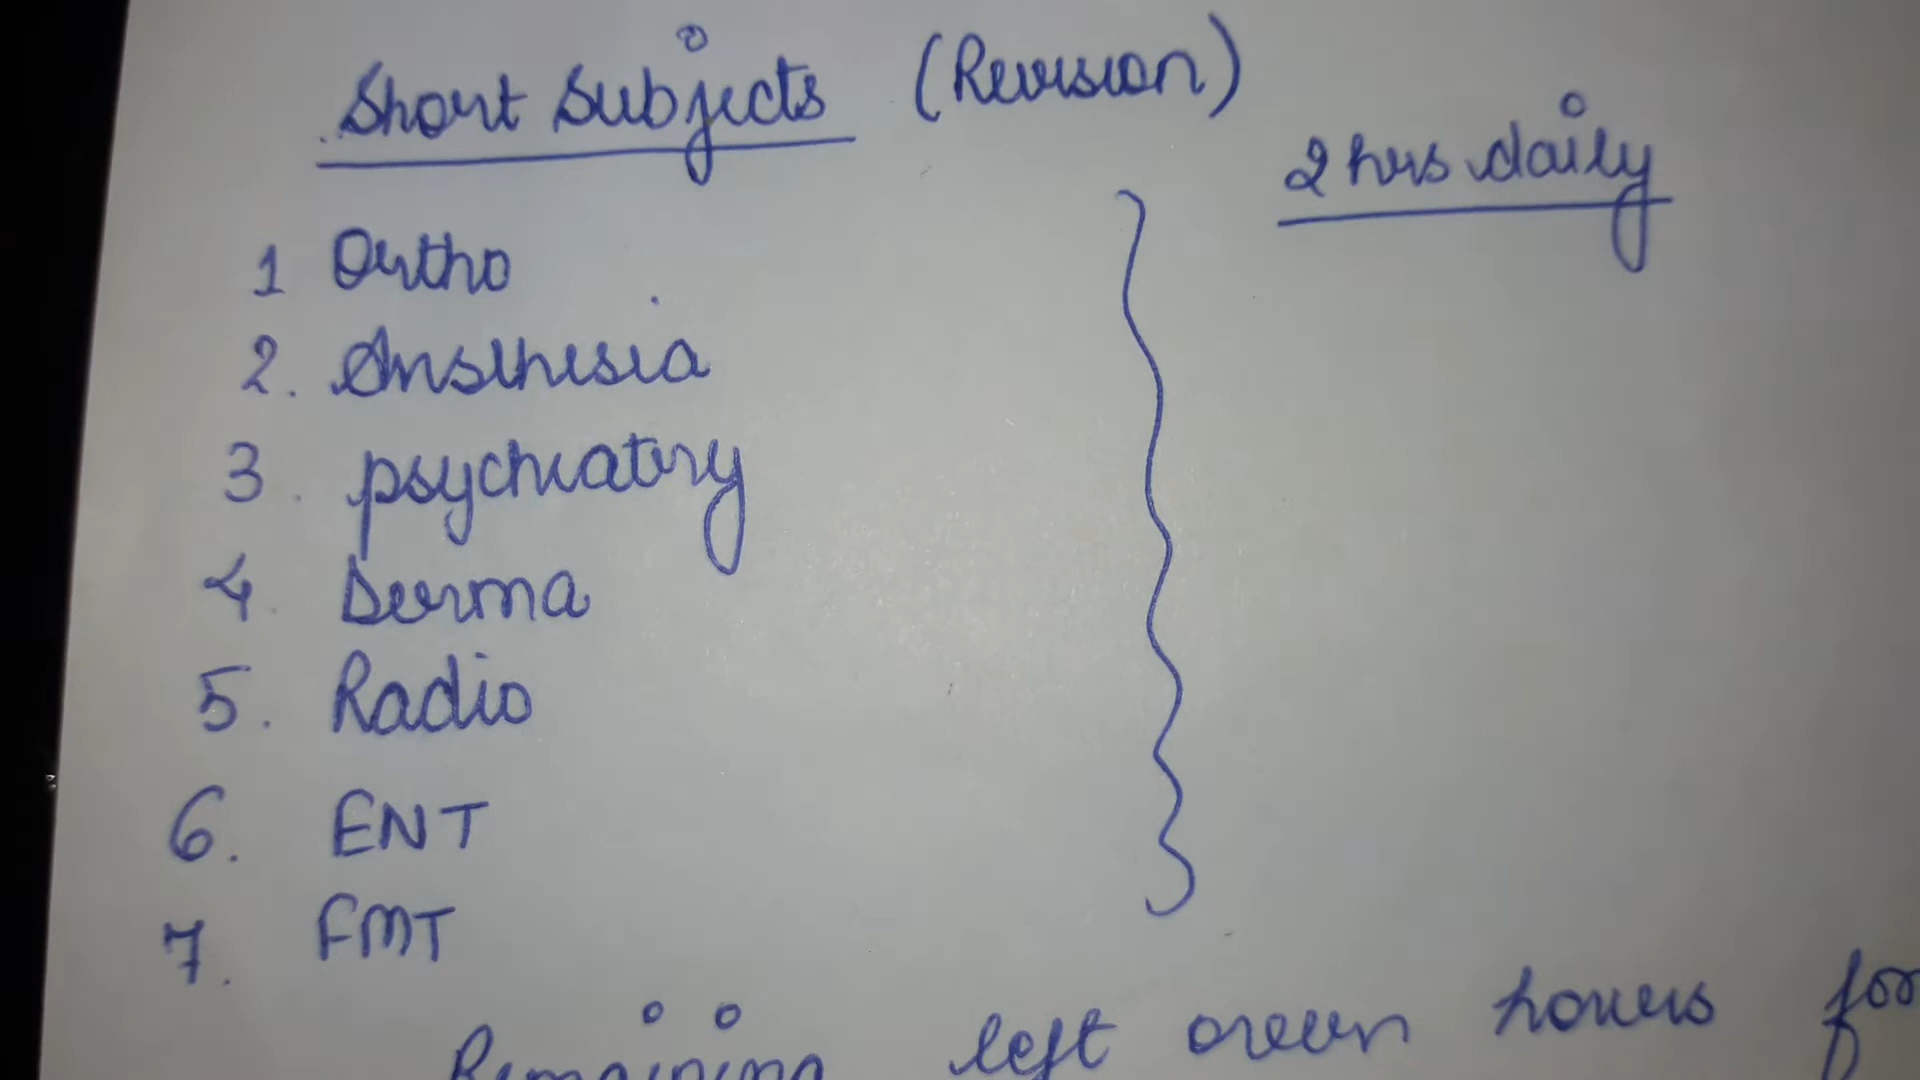 Short Subjects (Revision)
2 hrs daily
1 Ortho
2. Ansthesia
3. psychiatry
4. Derma
5. Radio
6. ENT
7. FMT
Remaining left over hours for